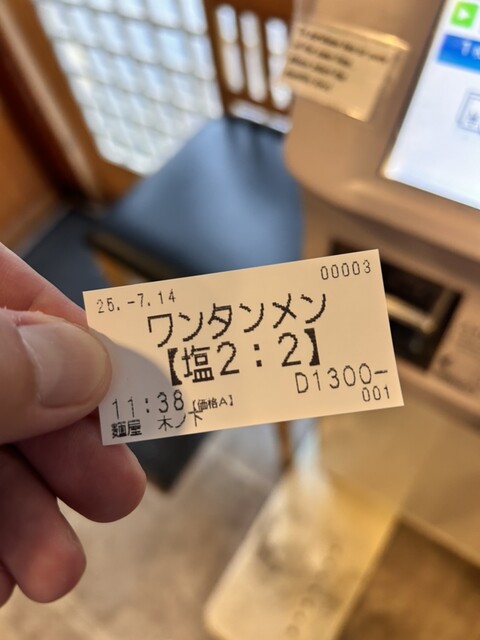 00003
25.-7.14
ワンタンメン
【塩2:2】
D1300-
11:38 【価格A】
001
麺屋 木ノ下